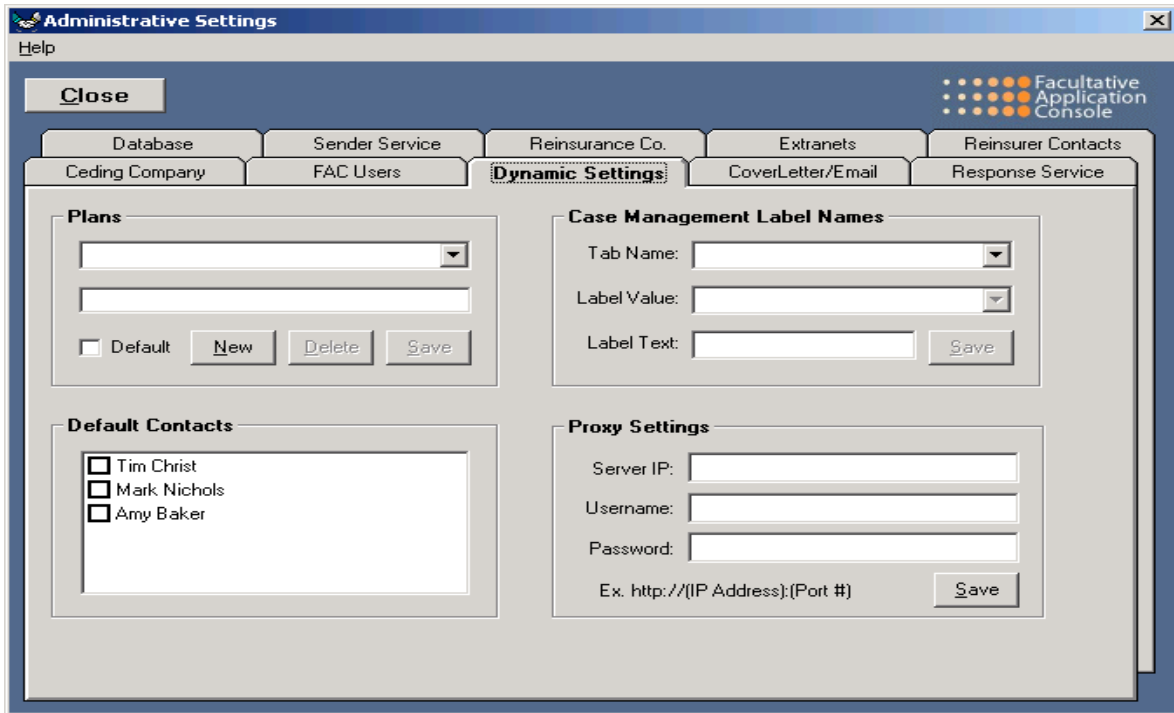 Administrative Settings
Help
Close
Facultative
Application
Console
Database Sender Service Reinsurance Co. Extranets Reinsurer Contacts
Ceding Company FAC Users Dynamic Settings CoverLetter/Email Response Service
Plans
Default New Delete Save
Case Management Label Names
Tab Name:
Label Value:
Label Text: Save
Default Contacts
Tim Christ
Mark Nichols
Amy Baker
Proxy Settings
Server IP:
Username:
Password:
Ex. http://(IP Address):(Port #) Save